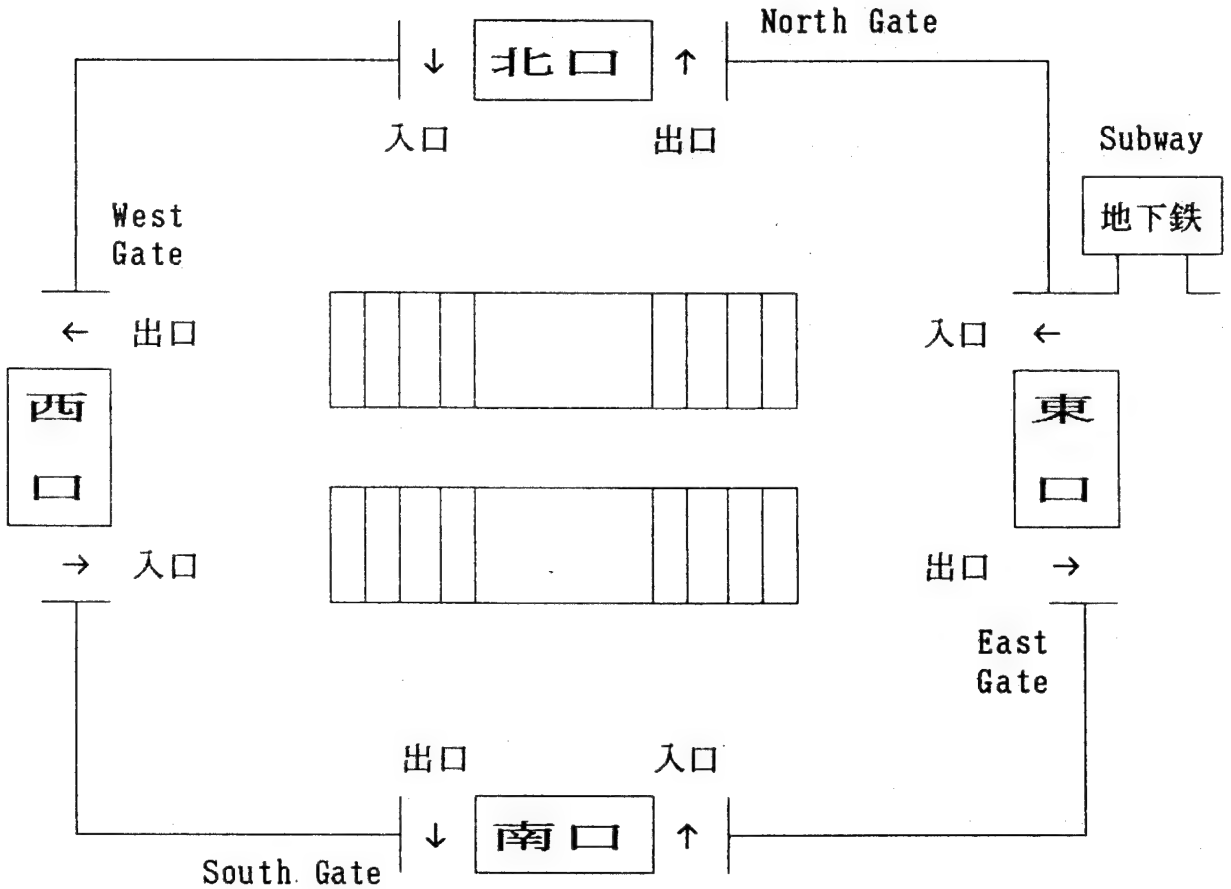 North Gate
↓ 北口 ↑
入口 出口
Subway
地下鉄
West
Gate
← 出口
入口 ←
西
口
東
口
→ 入口
出口 →
East
Gate
出口 入口
↓ 南口 ↑
South Gate